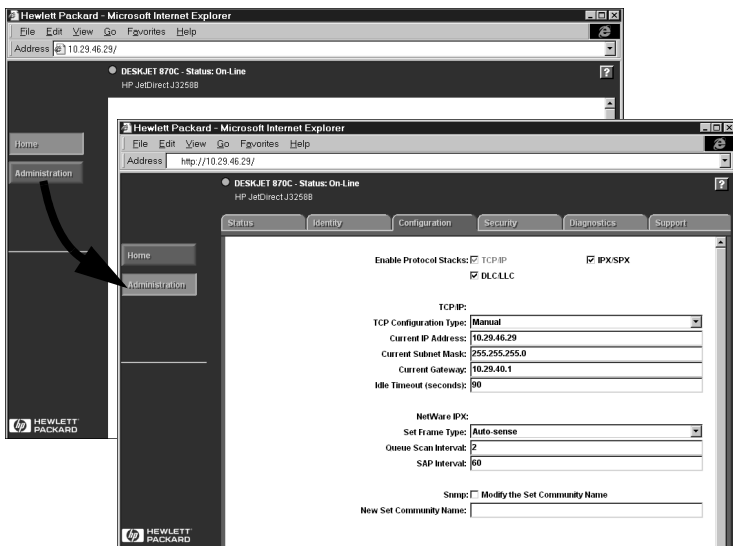 Hewlett Packard - Microsoft Internet Explorer
File Edit View Go Favorites Help
Address 10.29.46.29/
DESKJET 870C - Status: On-Line
HP JetDirect J3258B
?
Home
Administration
HEWLETT
PACKARD
Hewlett Packard - Microsoft Internet Explorer
File Edit View Go Favorites Help
Address http://10.29.46.29/
DESKJET 870C - Status: On-Line
HP JetDirect J3258B
?
Status Identity Configuration Security Diagnostics Support
Home
Administration
Enable Protocol Stacks: TCP/IP IPX/SPX
DLC/LLC
TCP/IP:
TCP Configuration Type: Manual
Current IP Address: 10.29.46.29
Current Subnet Mask: 255.255.255.0
Current Gateway: 10.29.40.1
Idle Timeout (seconds): 90
NetWare IPX:
Set Frame Type: Auto-sense
Queue Scan Interval: 2
SAP Interval: 60
Snmp: Modify the Set Community Name
New Set Community Name:
hp HEWLETT
PACKARD